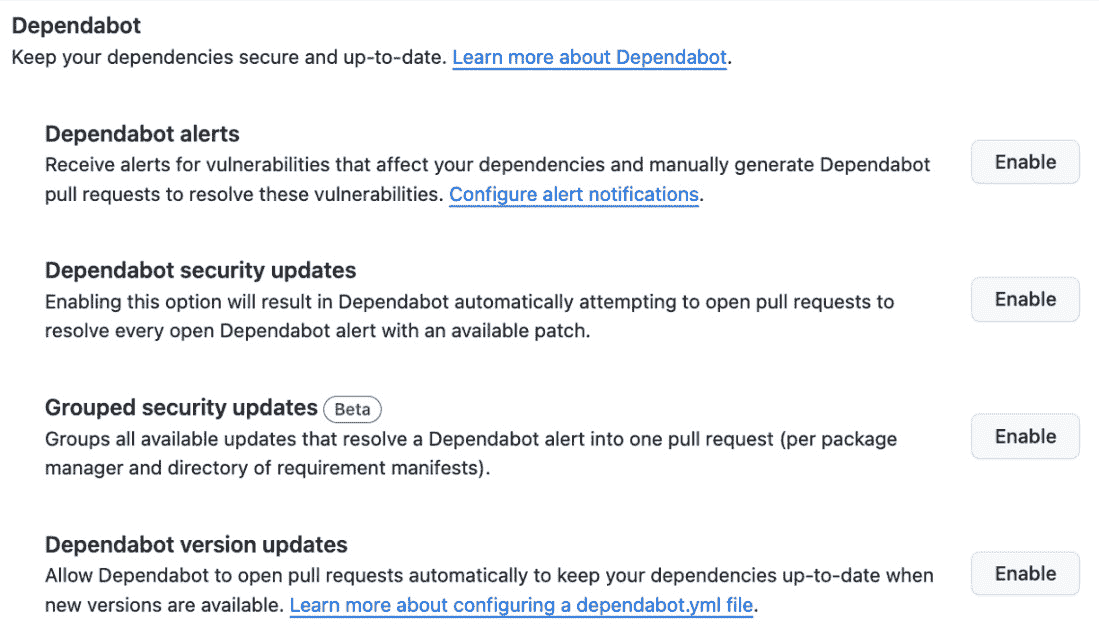 Dependabot
Keep your dependencies secure and up-to-date. Learn more about Dependabot.
Dependabot alerts
Receive alerts for vulnerabilities that affect your dependencies and manually generate Dependabot
pull requests to resolve these vulnerabilities. Configure alert notifications.
Enable
Dependabot security updates
Enabling this option will result in Dependabot automatically attempting to open pull requests to
resolve every open Dependabot alert with an available patch.
Enable
Grouped security updates Beta
Groups all available updates that resolve a Dependabot alert into one pull request (per package
manager and directory of requirement manifests).
Enable
Dependabot version updates
Allow Dependabot to open pull requests automatically to keep your dependencies up-to-date when
new versions are available. Learn more about configuring a dependabot.yml file.
Enable